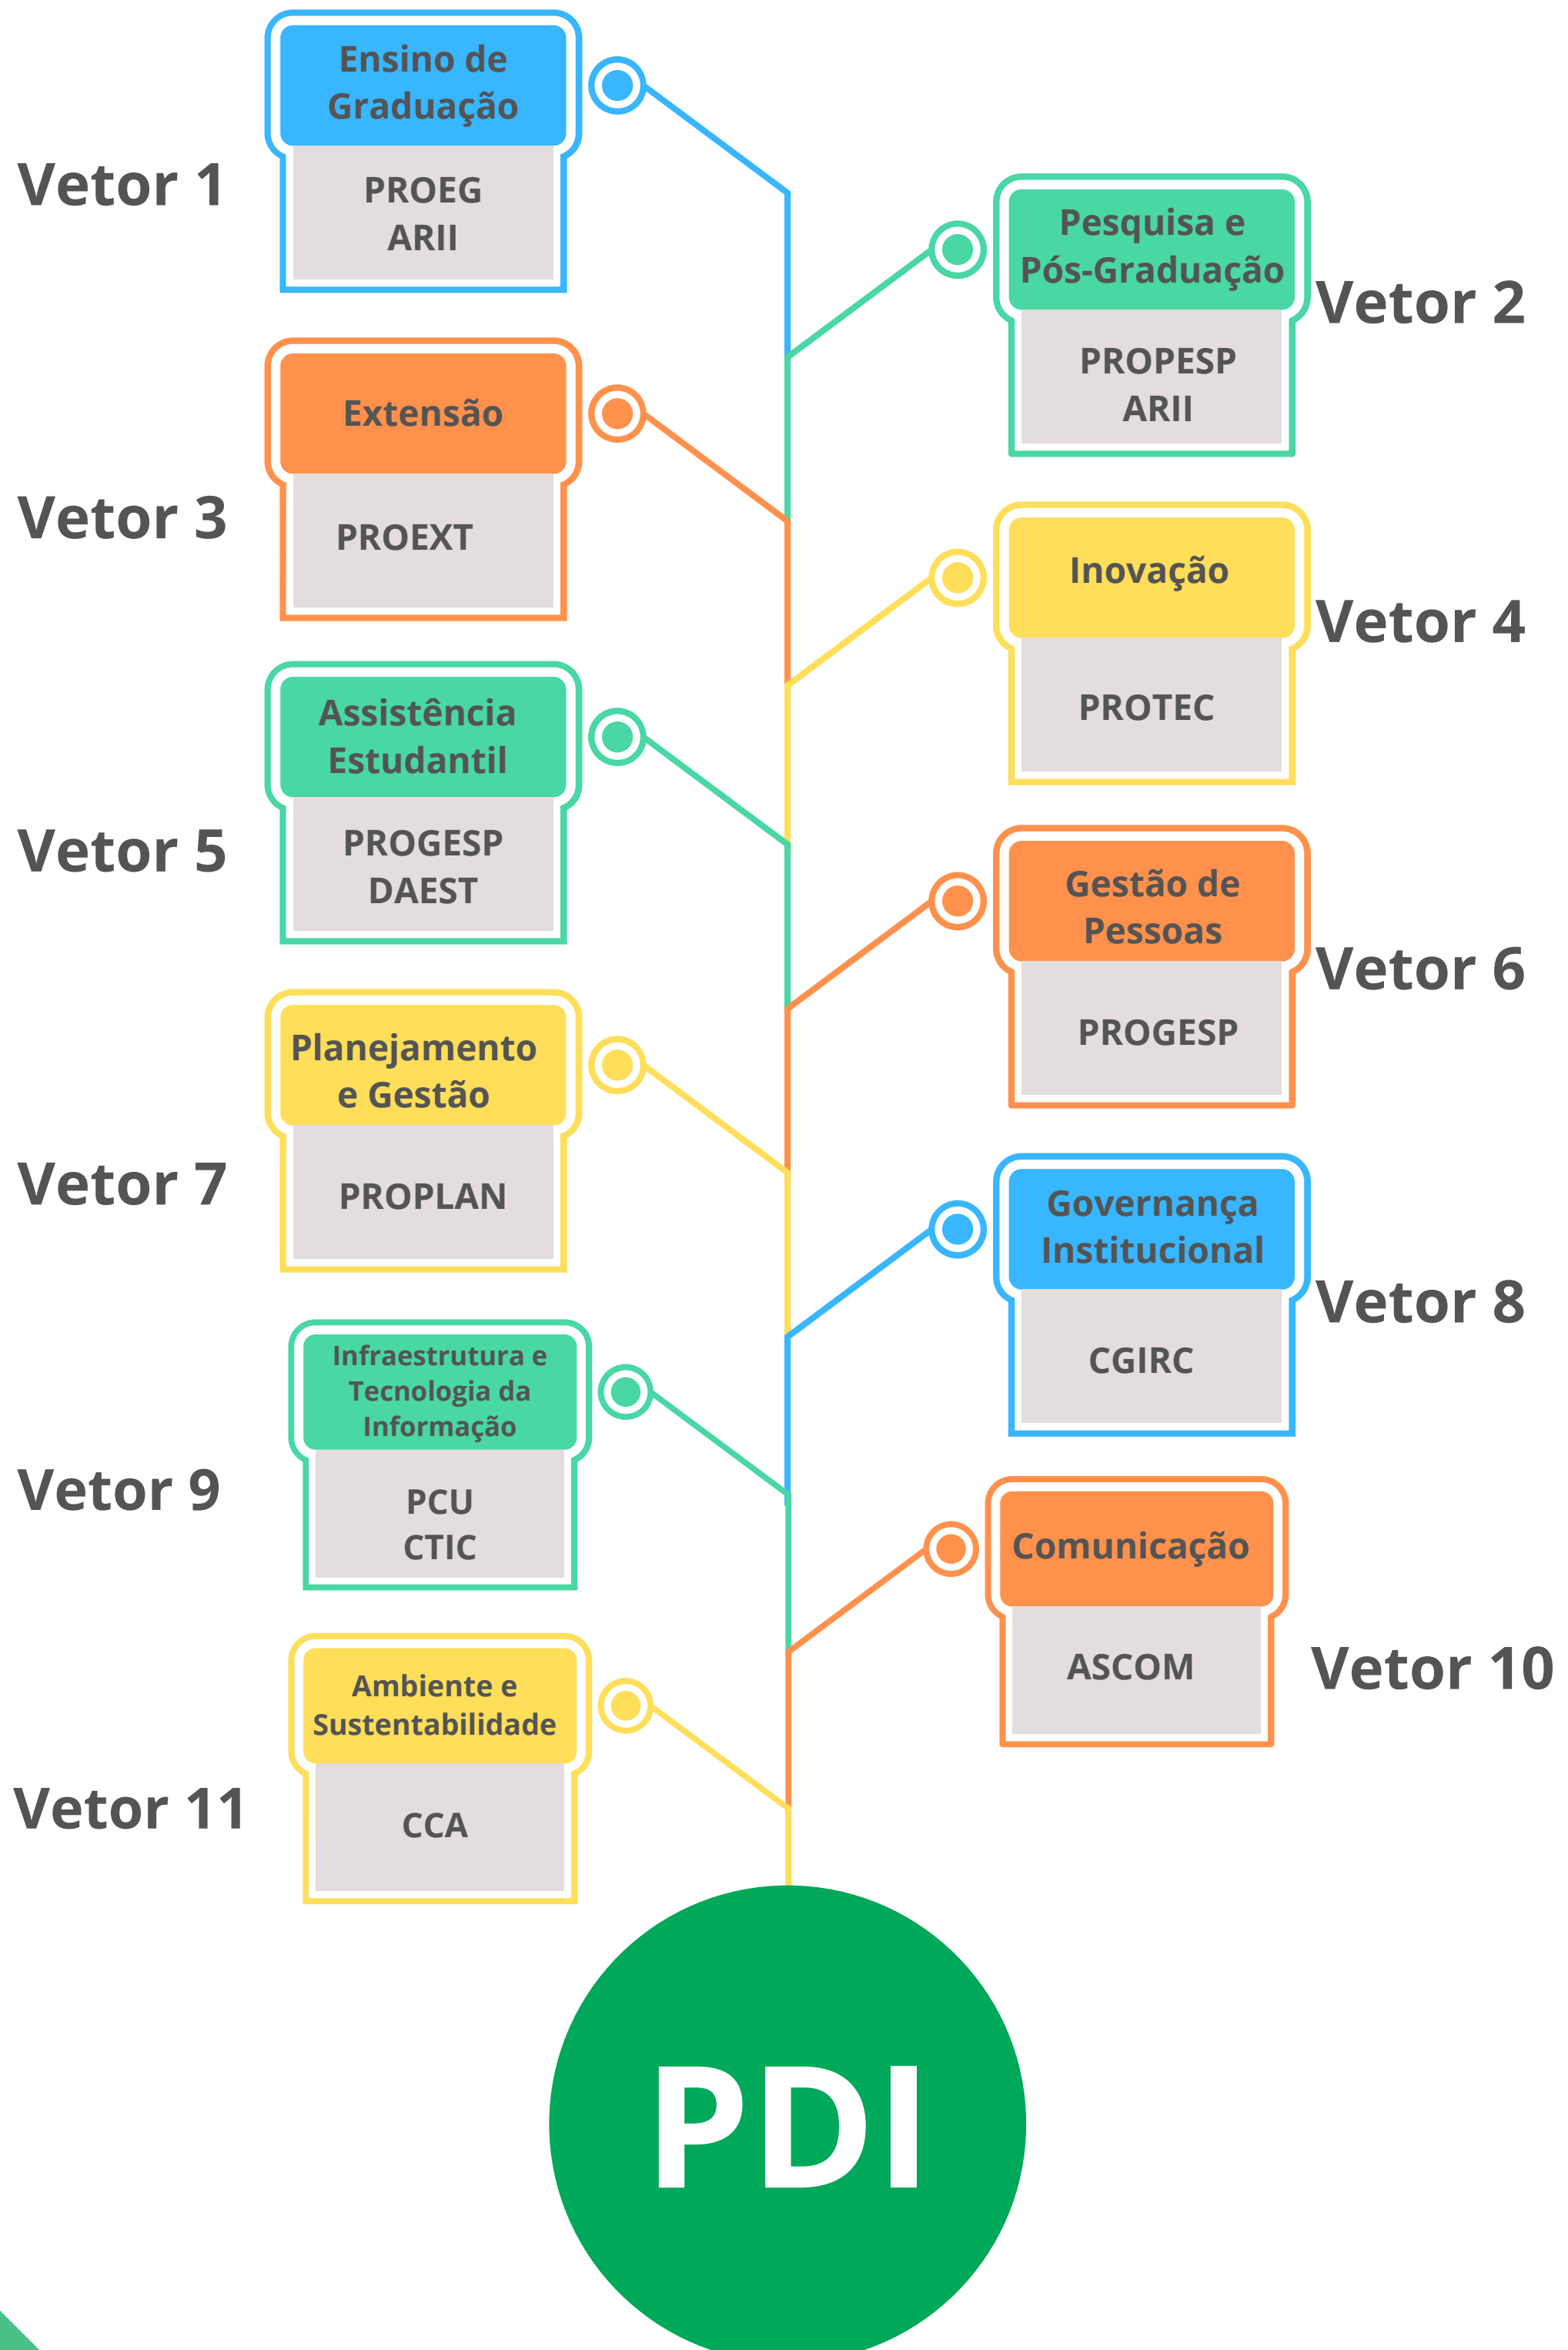 Vetor 1
Ensino de
Graduação
PROEG
ARII
Vetor 2
Pesquisa e
Pós-Graduação
PROPESP
ARII
Vetor 3
Extensão
PROEXT
Vetor 4
Inovação
PROTEC
Vetor 5
Assistência
Estudantil
PROGESP
DAEST
Vetor 6
Gestão de
Pessoas
PROGESP
Vetor 7
Planejamento
e Gestão
PROPLAN
Vetor 8
Governança
Institucional
CGIRC
Vetor 9
Infraestrutura e
Tecnologia da
Informação
PCU
CTIC
Vetor 10
Comunicação
ASCOM
Vetor 11
Ambiente e
Sustentabilidade
CCA
PDI